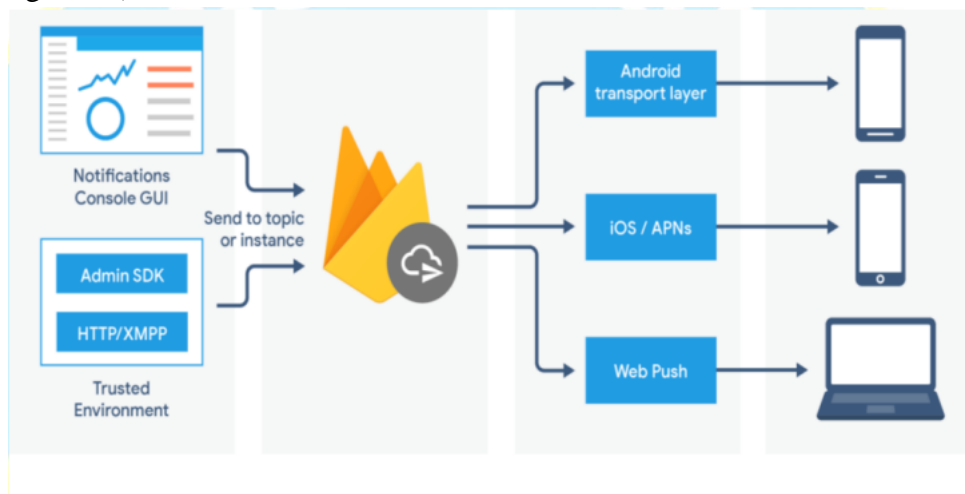 Notifications
Console GUI
Send to topic
or instance
Admin SDK
HTTP/XMPP
Trusted
Environment
Android
transport layer
iOS / APNs
Web Push